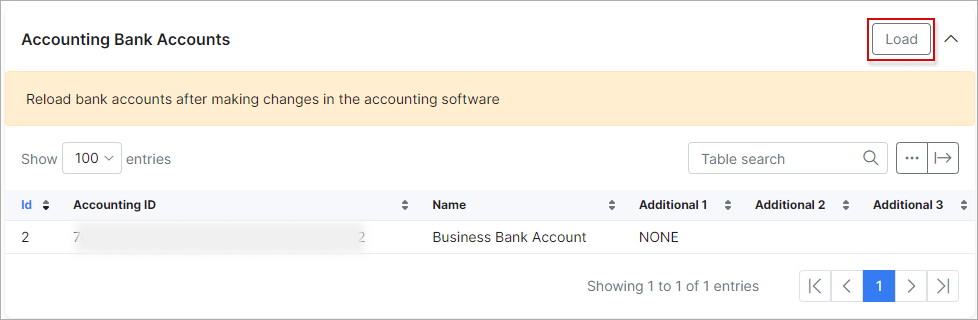 Accounting Bank Accounts Load
Reload bank accounts after making changes in the accounting software
Show 100 entries Table search
Id Accounting ID Name Additional 1 Additional 2 Additional 3
2 7 2 Business Bank Account NONE
Showing 1 to 1 of 1 entries 1